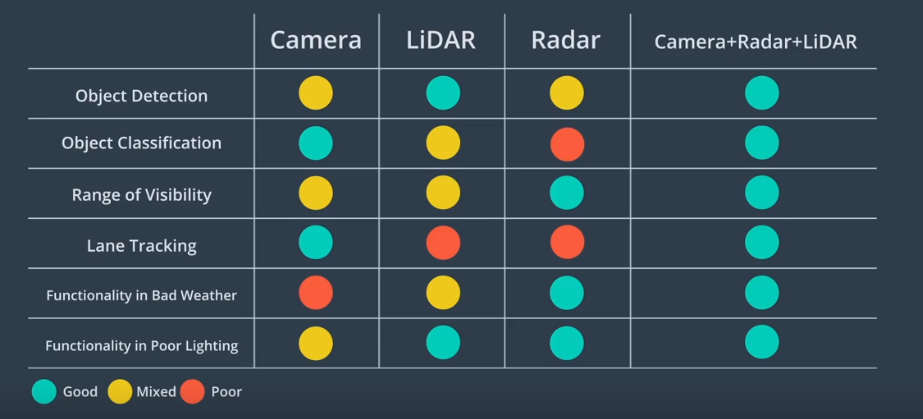 Camera LiDAR Radar Camera+Radar+LiDAR
Object Detection
Object Classification
Range of Visibility
Lane Tracking
Functionality in Bad Weather
Functionality in Poor Lighting
Good Mixed Poor